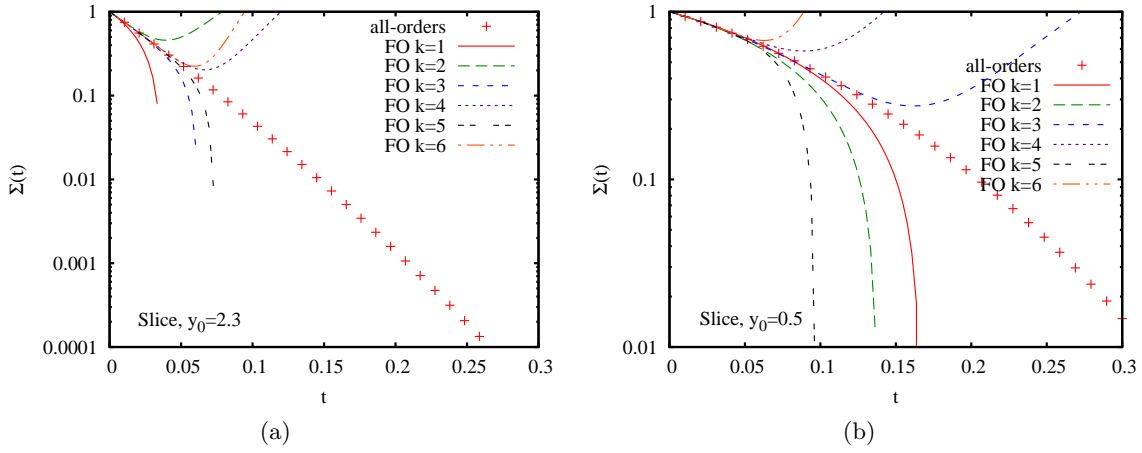 1
0.1
0.01
0.001
0.0001
Σ(t)
all-orders
FO k=1
FO k=2
FO k=3
FO k=4
FO k=5
FO k=6
Slice, y0=2.3
0 0.05 0.1 0.15 0.2 0.25 0.3
t
(a)
1
0.1
0.01
Σ(t)
all-orders
FO k=1
FO k=2
FO k=3
FO k=4
FO k=5
FO k=6
Slice, y0=0.5
0 0.05 0.1 0.15 0.2 0.25 0.3
t
(b)